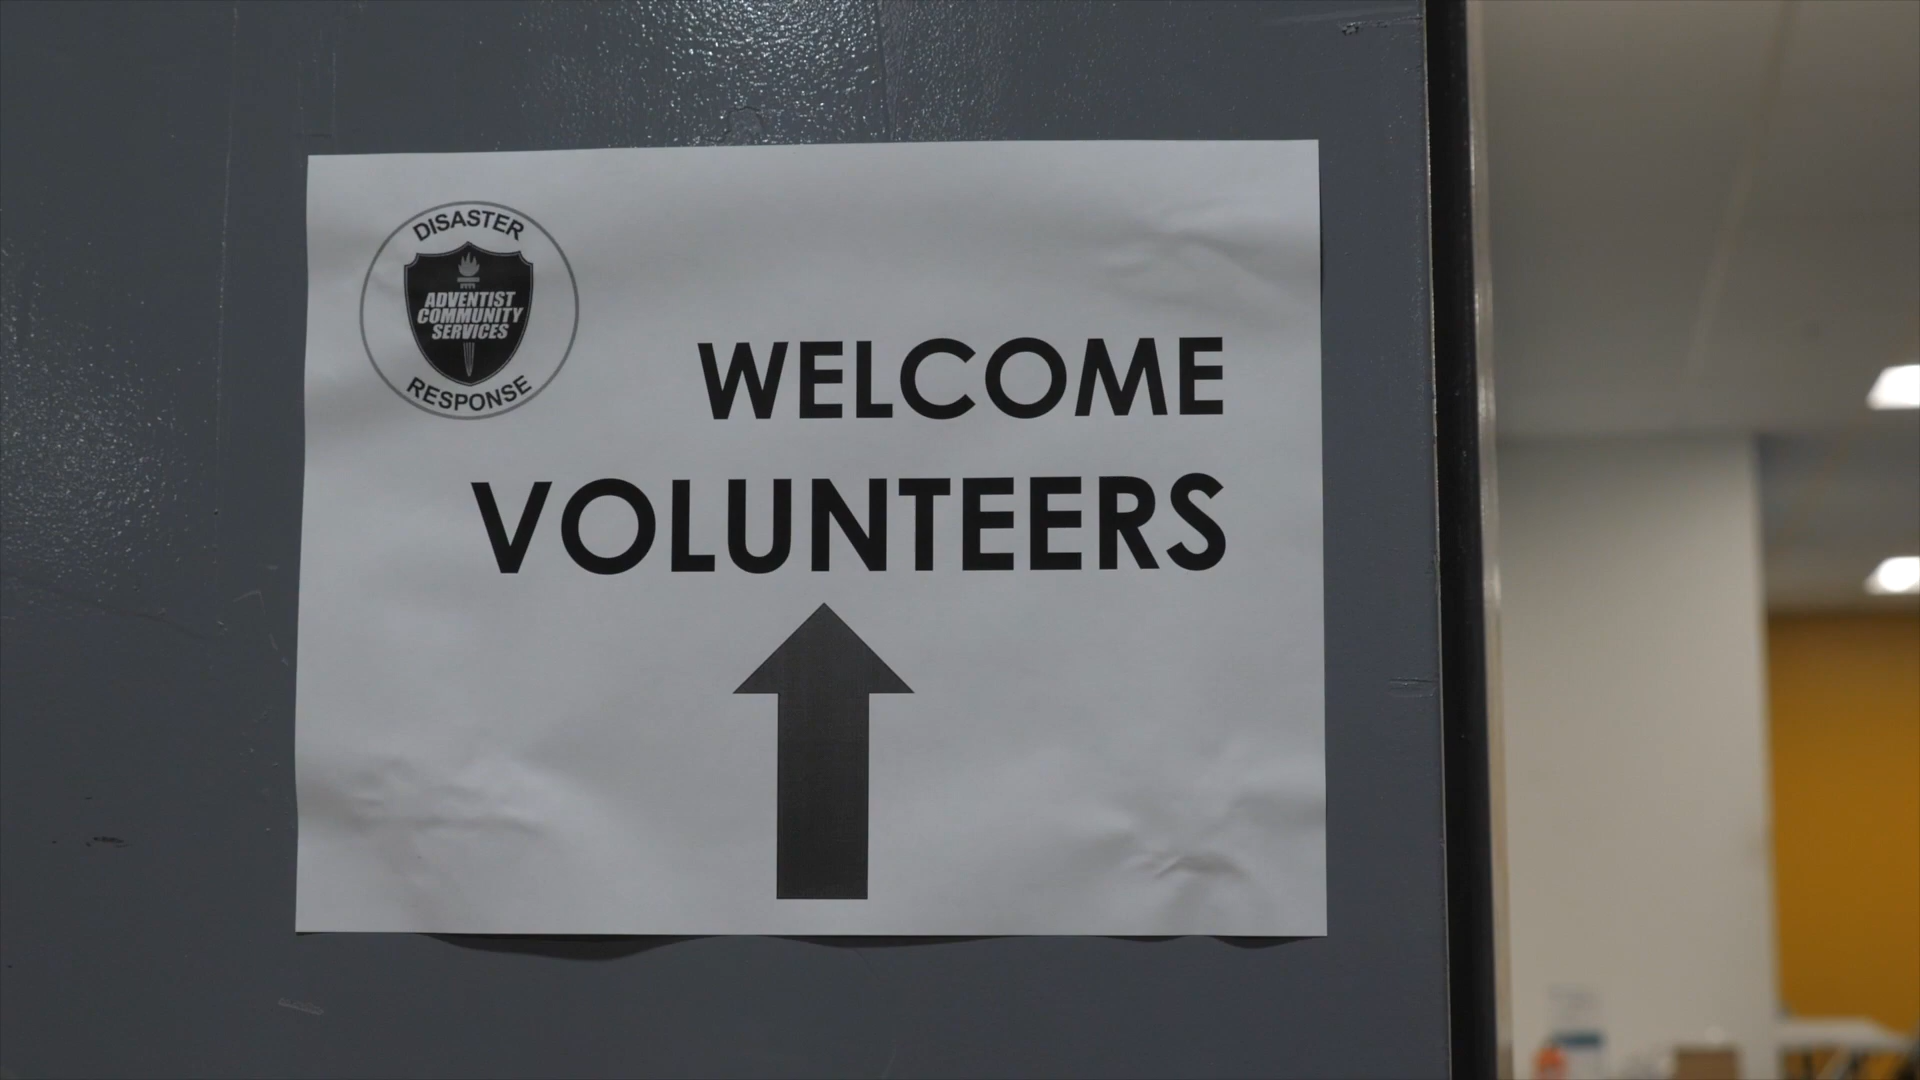 DISASTER
ADVENTIST
COMMUNITY
SERVICES
RESPONSE
WELCOME
VOLUNTEERS